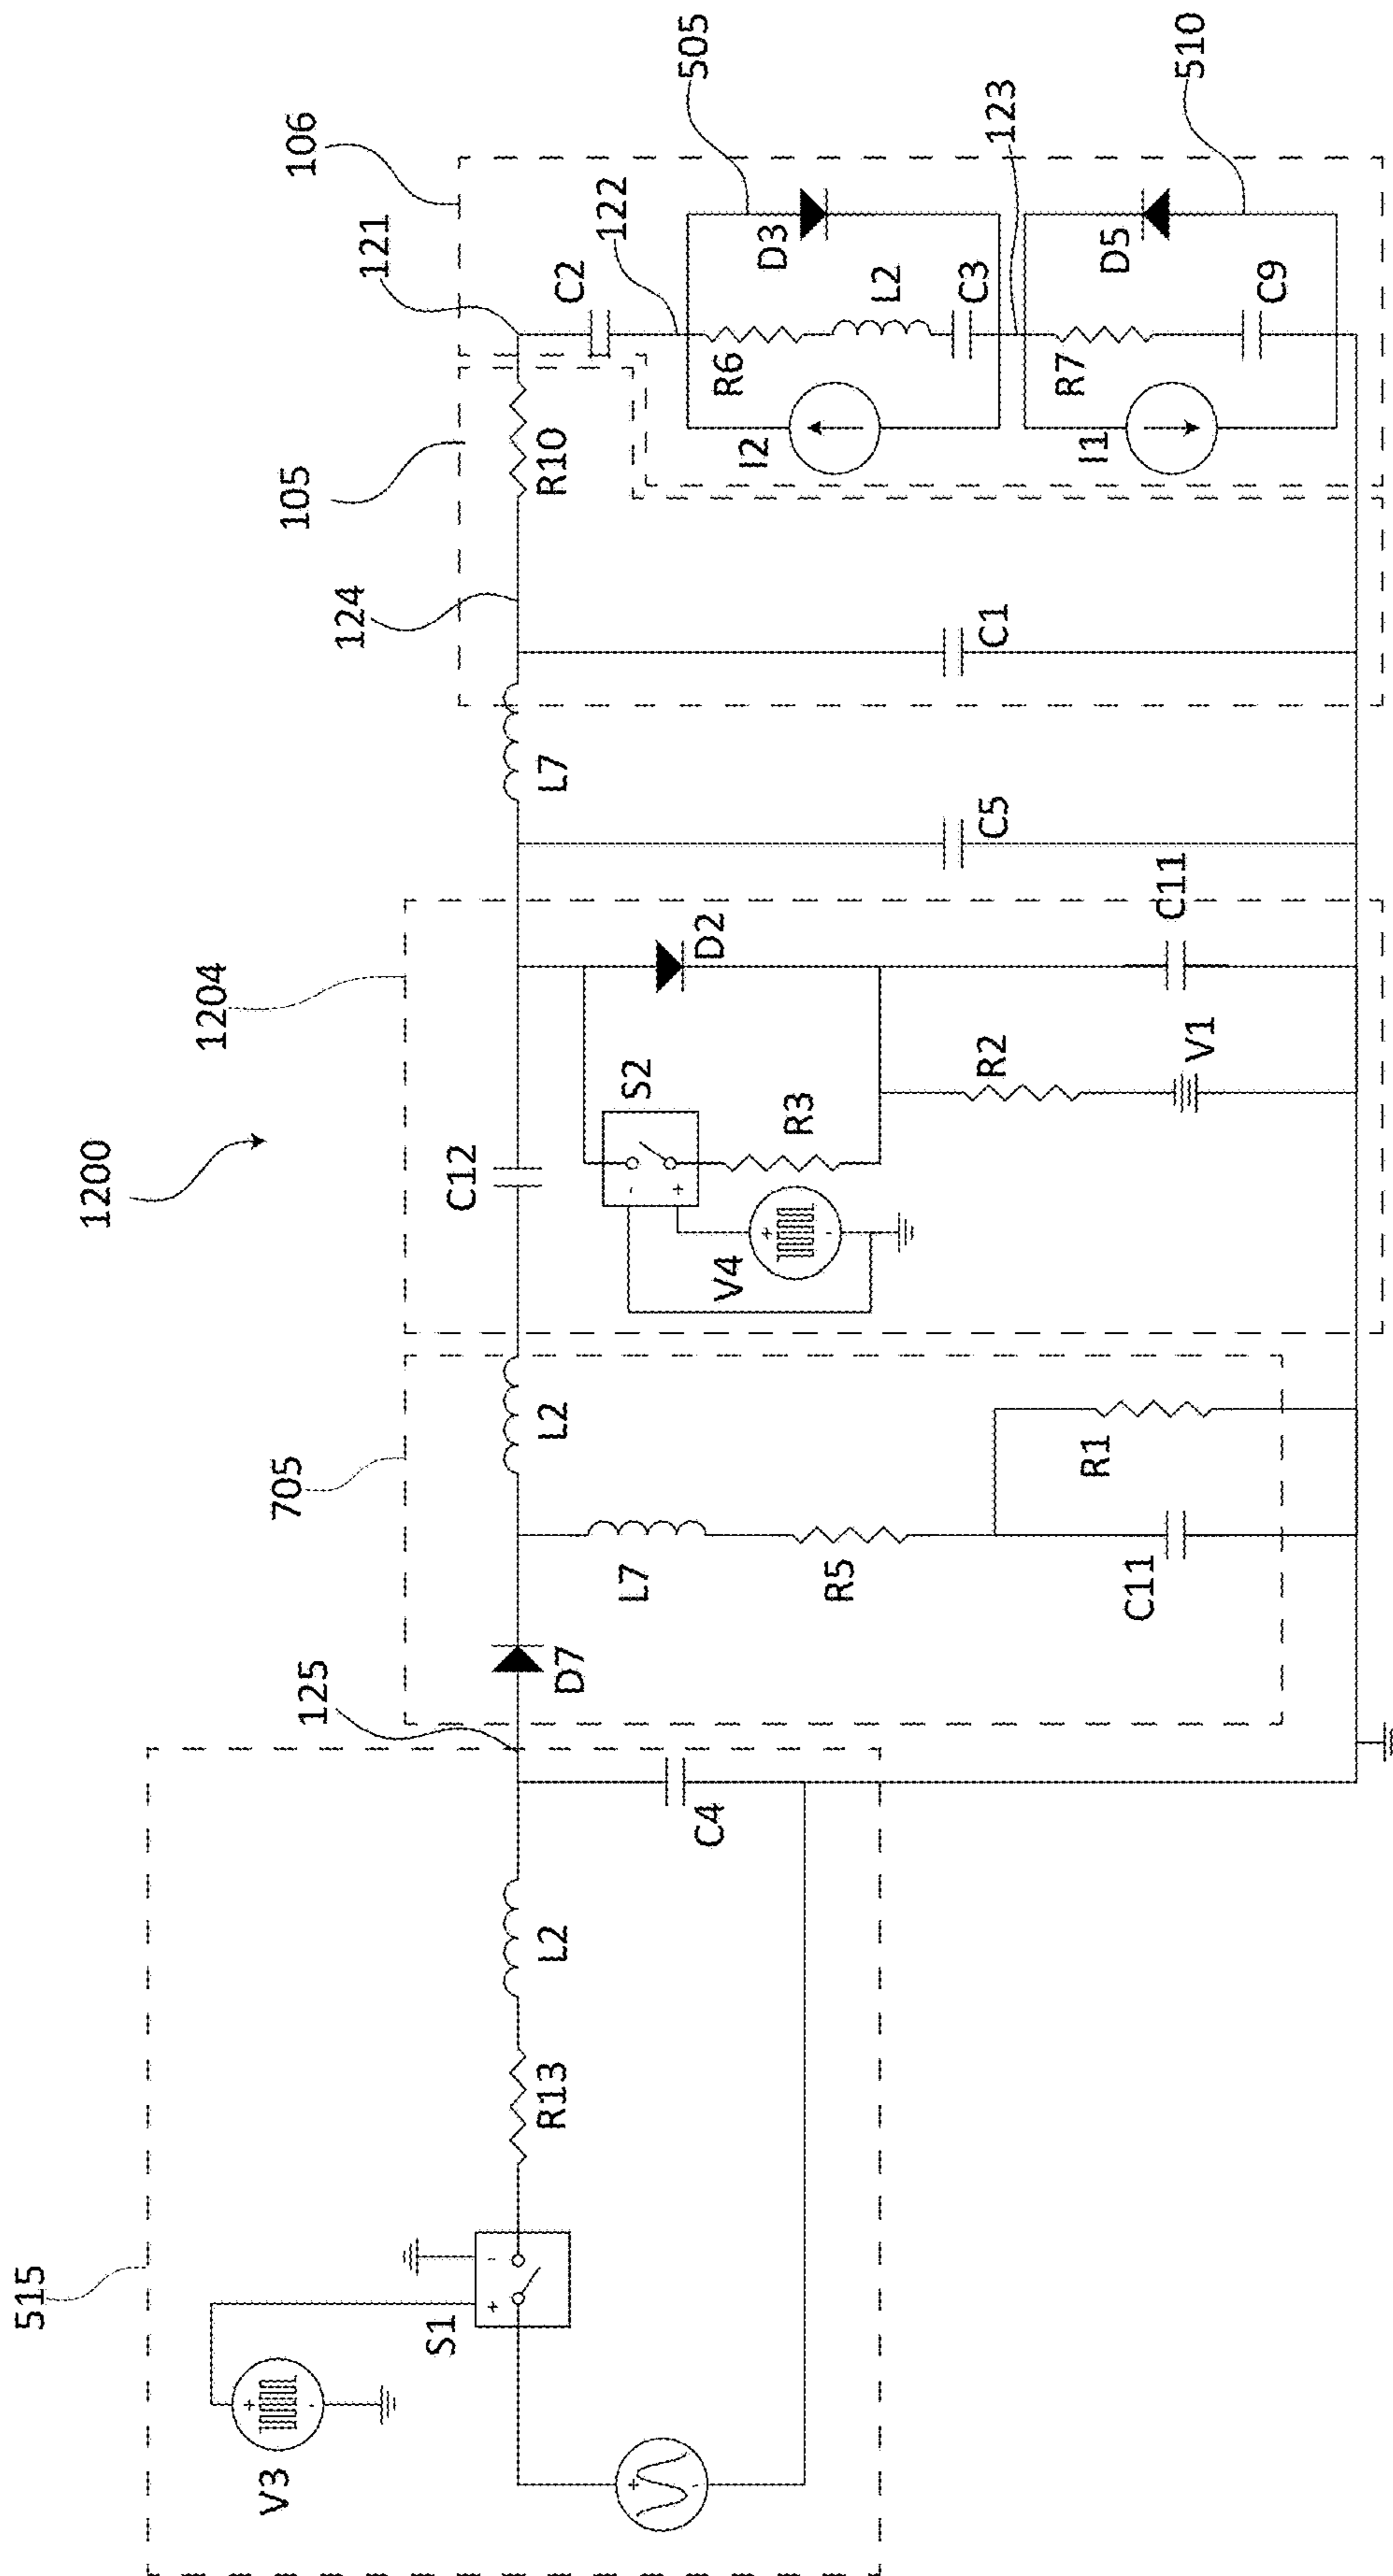 1200
515
V3
+
-
S1
+
-
R13
L2
+
-
C4
125
705
D7
L7
R5
C11
R1
L2
1204
C12
S2
-
+
V4
+
-
R3
D2
R2
V1
C11
C5
L7
105
124
C1
R10
106
121
C2
122
505
D3
R6
L2
C3
I2
123
510
D5
R7
C9
I1